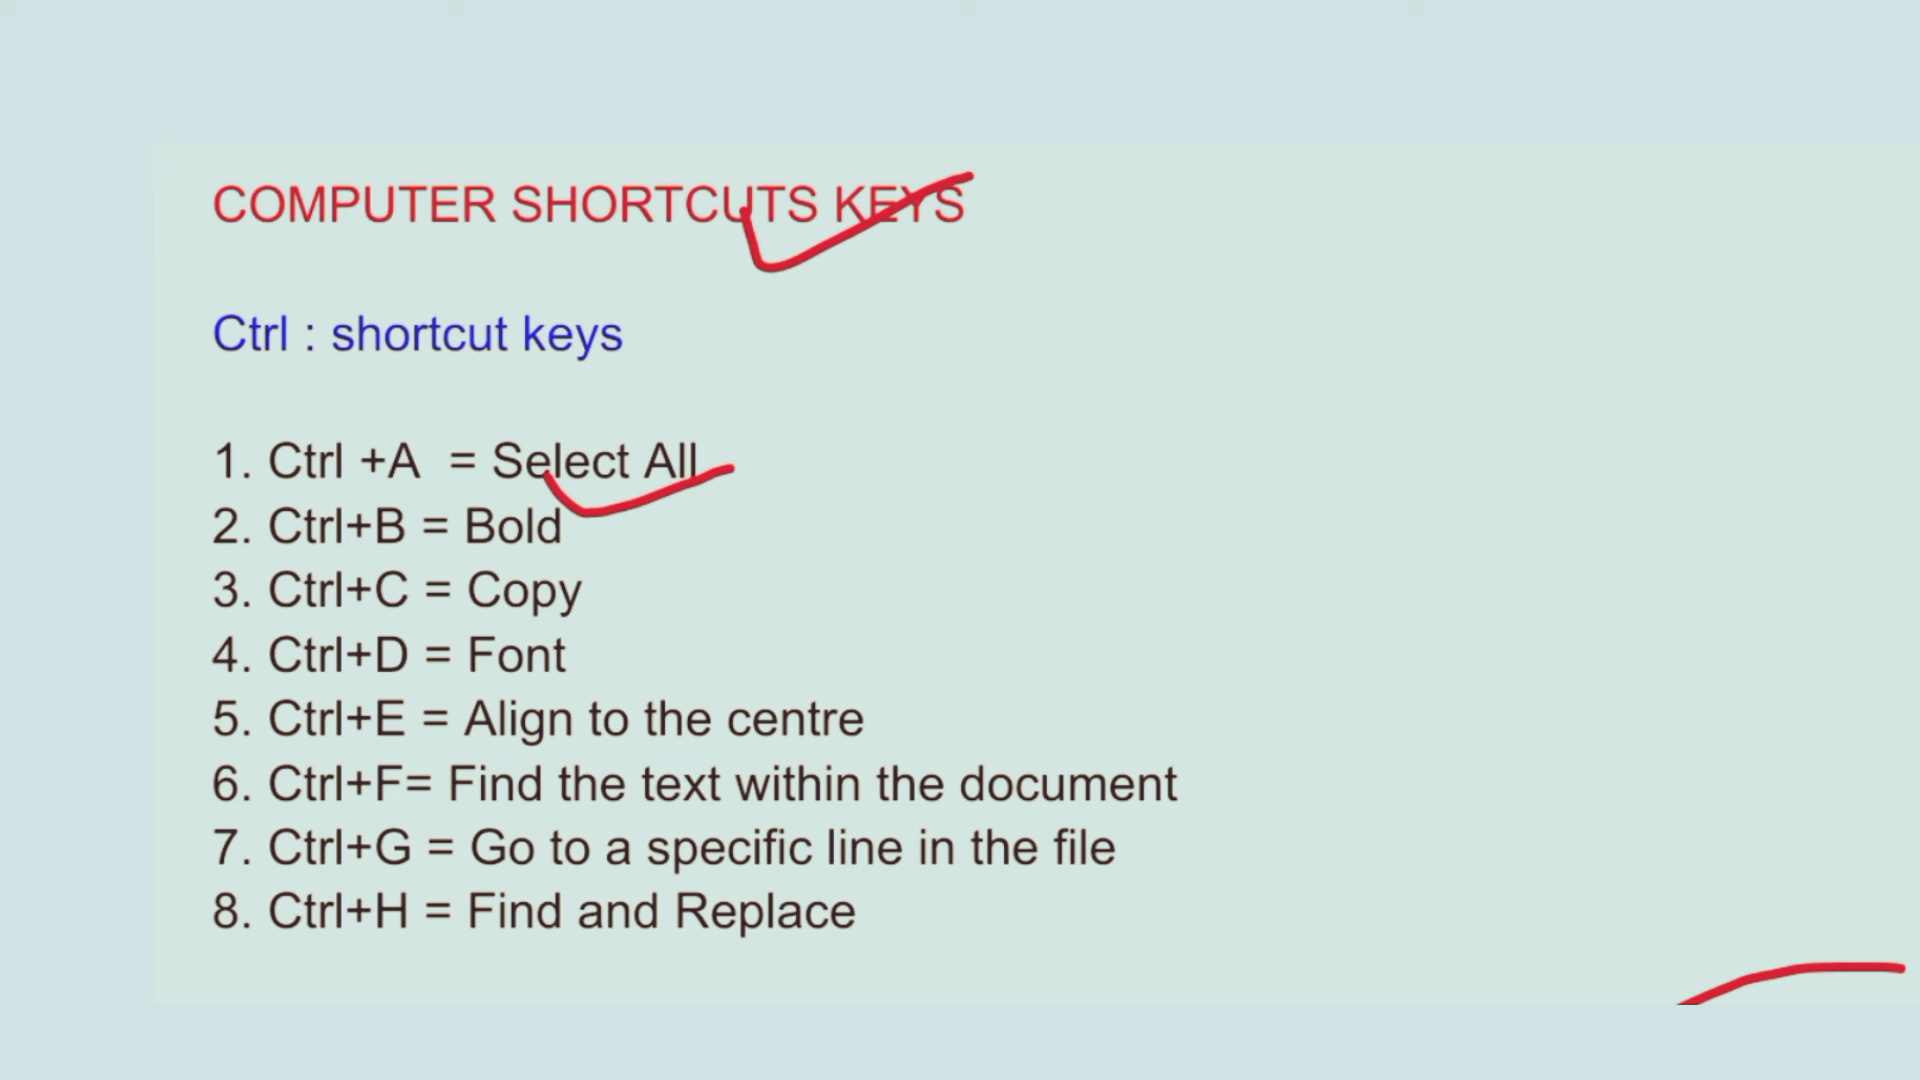 COMPUTER SHORTCUTS KEYS
Ctrl : shortcut keys
1. Ctrl +A  = Select All
2. Ctrl+B = Bold
3. Ctrl+C = Copy
4. Ctrl+D = Font
5. Ctrl+E = Align to the centre
6. Ctrl+F= Find the text within the document
7. Ctrl+G = Go to a specific line in the file
8. Ctrl+H = Find and Replace